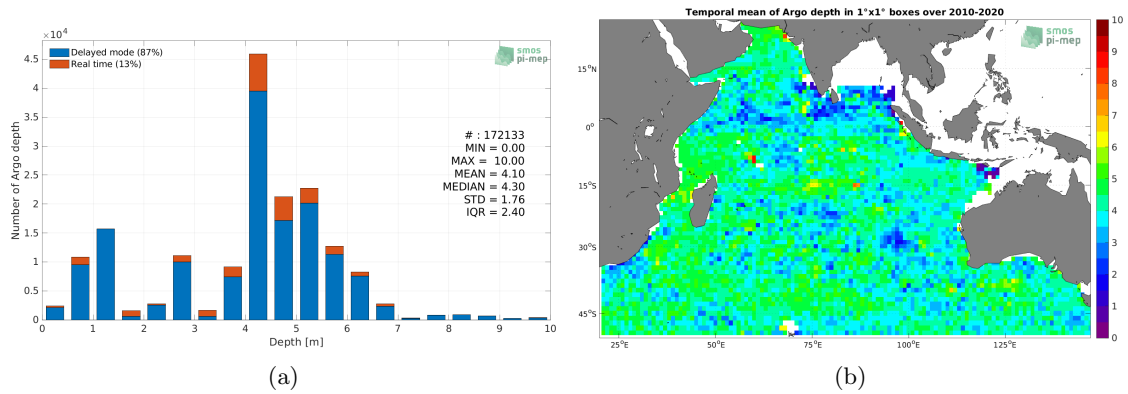 ×10⁴
Delayed mode (87%)
Real time (13%)
smos
pi-mep
4.5
4
3.5
3
2.5
2
1.5
1
0.5
0
Number of Argo depth
# : 172133
MIN = 0.00
MAX = 10.00
MEAN = 4.10
MEDIAN = 4.30
STD = 1.76
IQR = 2.40
0 1 2 3 4 5 6 7 8 9 10
Depth [m]
(a)
Temporal mean of Argo depth in 1°x1° boxes over 2010-2020
smos
pi-mep
15°N
0°
15°S
30°S
45°S
25°E 50°E 75°E 100°E 125°E
10
9
8
7
6
5
4
3
2
1
0
(b)